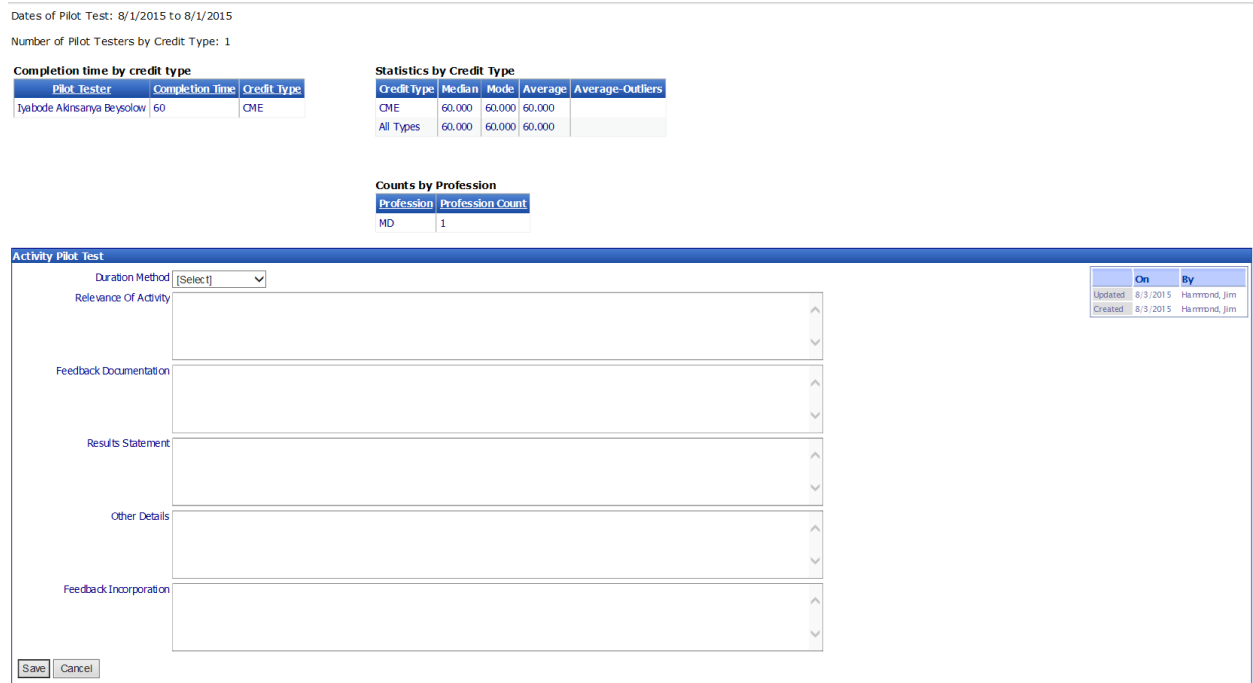 Dates of Pilot Test: 8/1/2015 to 8/1/2015
Number of Pilot Testers by Credit Type: 1
Completion time by credit type
Pilot Tester Completion Time Credit Type
Iyabode Akinsanya Beysolow 60 CME
Statistics by Credit Type
CreditType Median Mode Average Average-Outliers
CME 60.000 60.000 60.000
All Types 60.000 60.000 60.000
Counts by Profession
Profession Profession Count
MD 1
Activity Pilot Test
Duration Method [Select]
On By
Updated 8/3/2015 Hammond, Jim
Created 8/3/2015 Hammond, Jim
Relevance Of Activity
Feedback Documentation
Results Statement
Other Details
Feedback Incorporation
Save Cancel